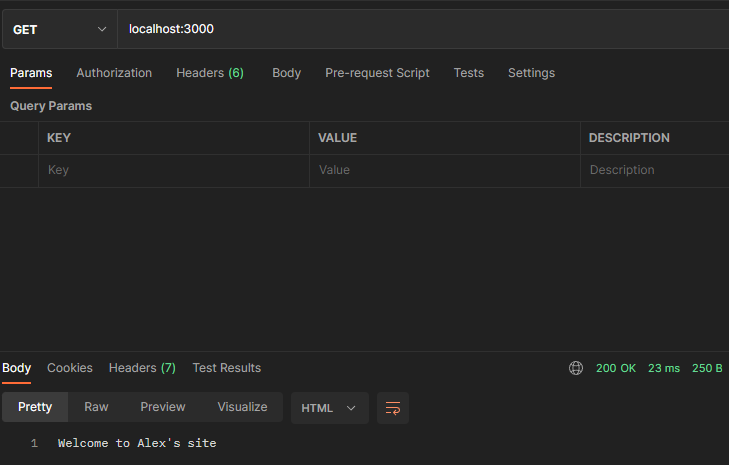 GET localhost:3000
Params Authorization Headers (6) Body Pre-request Script Tests Settings
Query Params
KEY VALUE DESCRIPTION
Key Value Description
Body Cookies Headers (7) Test Results 200 OK 23 ms 250 B
Pretty Raw Preview Visualize HTML
1 Welcome to Alex's site